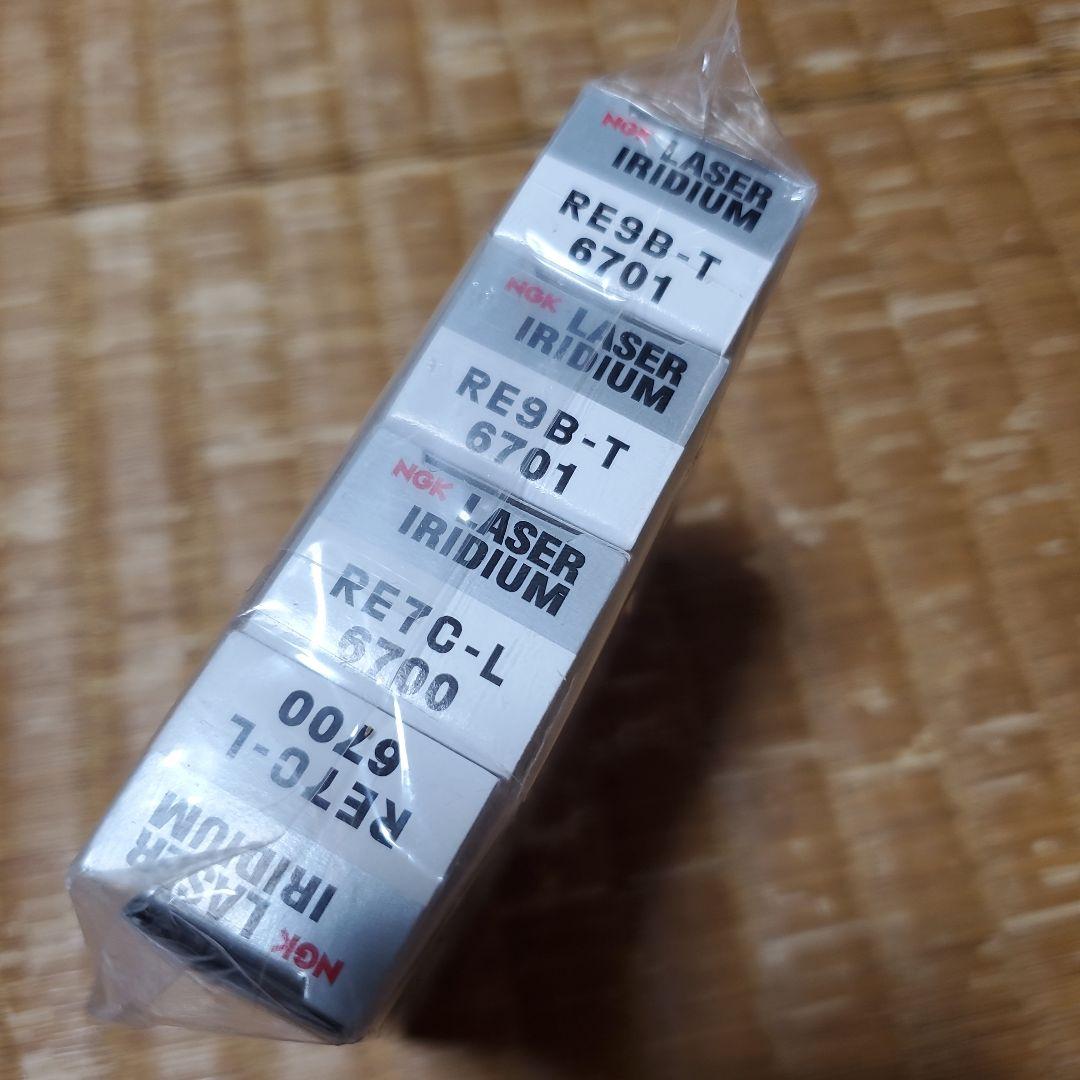 NGK LASER
IRIDIUM
RE9B-T
6701
NGK LASER
IRIDIUM
RE9B-T
6701
NGK LASER
IRIDIUM
RE7C-L
6700
NGK LASER
IRIDIUM
RE7C-L
6700